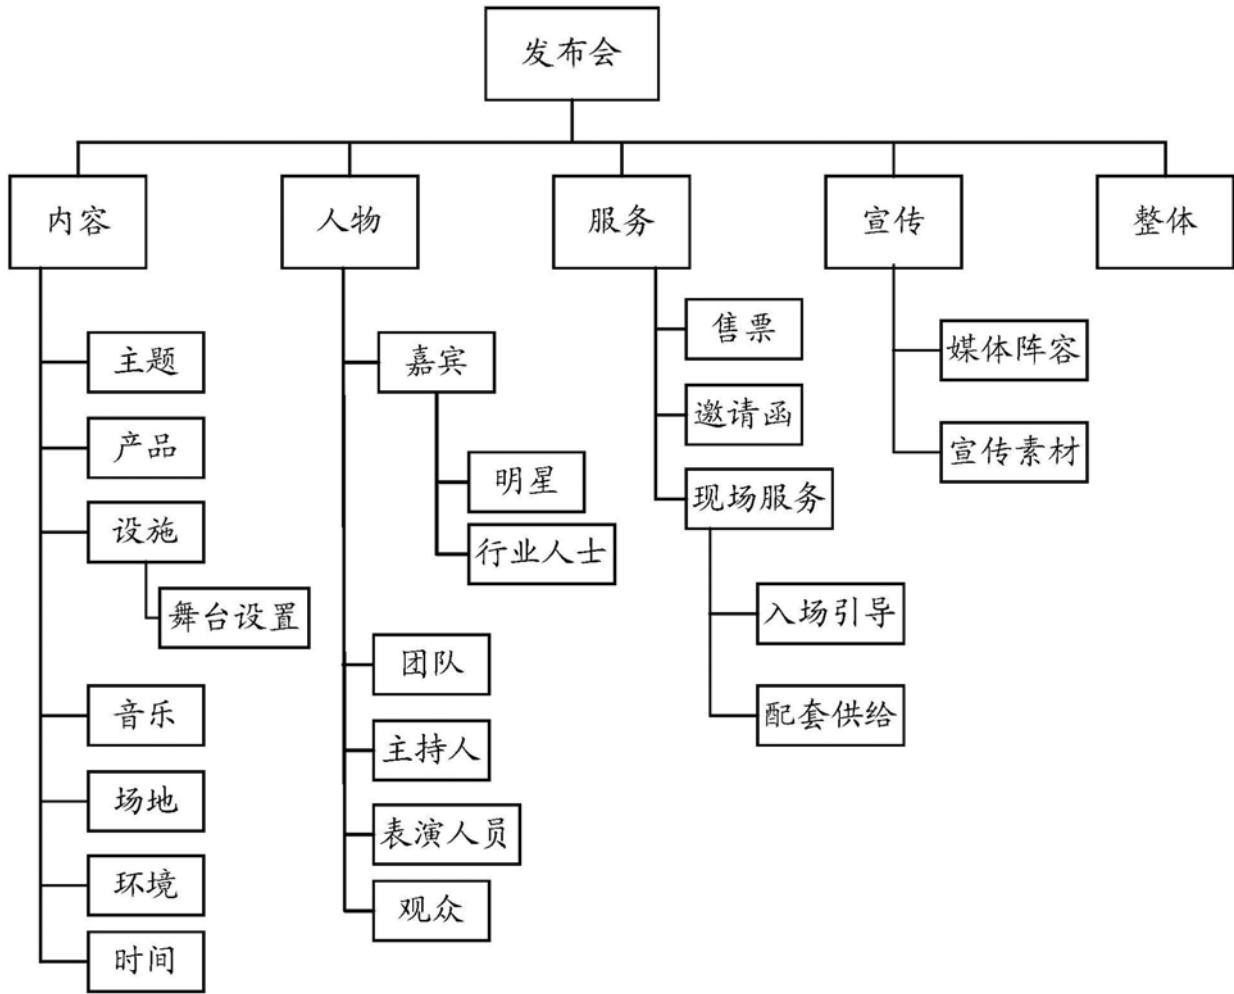 发布会
内容
人物
服务
宣传
整体
主题
产品
设施
舞台设置
音乐
场地
环境
时间
嘉宾
明星
行业人士
团队
主持人
表演人员
观众
售票
邀请函
现场服务
入场引导
配套供给
媒体阵容
宣传素材